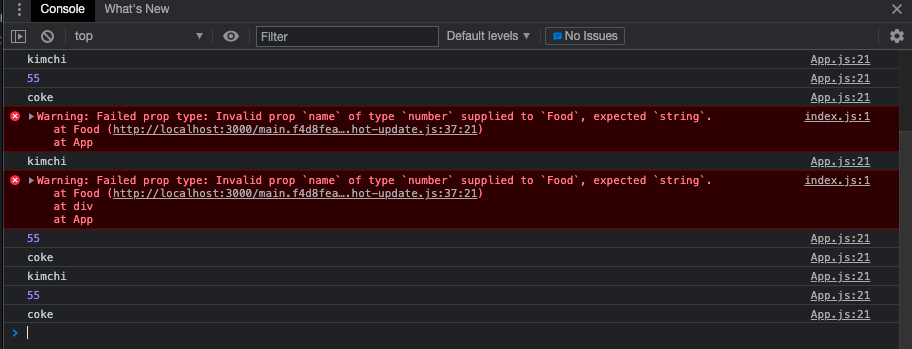 Console What's New
top Filter Default levels No Issues
kimchi App.js:21
55 App.js:21
coke App.js:21
Warning: Failed prop type: Invalid prop `name` of type `number` supplied to `Food`, expected `string`. index.js:1
at Food (http://localhost:3000/main.f4d8fea….hot-update.js:37:21)
at App
kimchi App.js:21
Warning: Failed prop type: Invalid prop `name` of type `number` supplied to `Food`, expected `string`. index.js:1
at Food (http://localhost:3000/main.f4d8fea….hot-update.js:37:21)
at div
at App
55 App.js:21
coke App.js:21
kimchi App.js:21
55 App.js:21
coke App.js:21